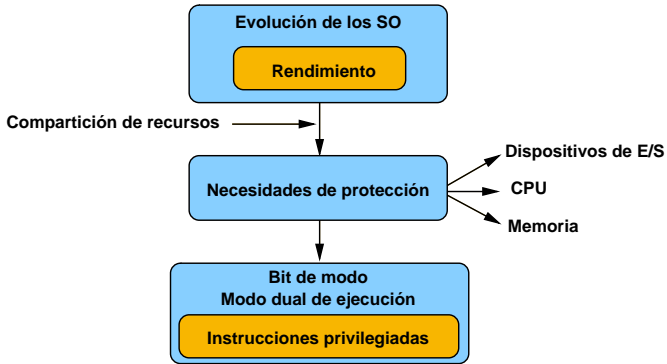 Evolución de los SO
Rendimiento
Compartición de recursos
Necesidades de protección
Dispositivos de E/S
CPU
Memoria
Bit de modo
Modo dual de ejecución
Instrucciones privilegiadas